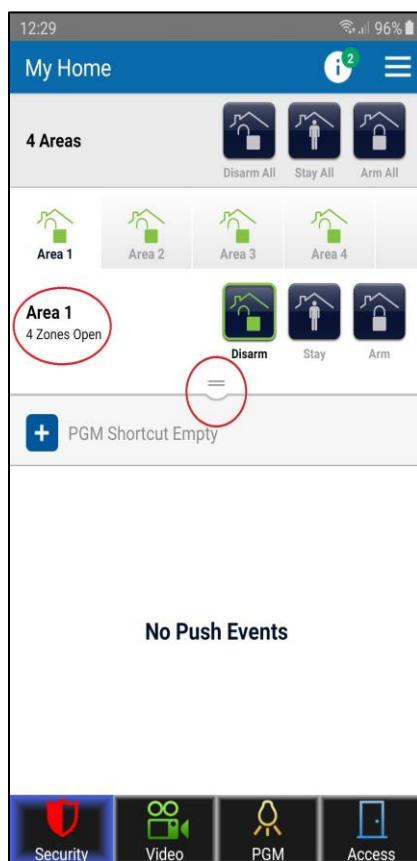 12:29 96%
My Home i 2
4 Areas
Disarm All Stay All Arm All
Area 1 Area 2 Area 3 Area 4
Area 1
4 Zones Open
Disarm Stay Arm
+ PGM Shortcut Empty
No Push Events
Security Video PGM Access